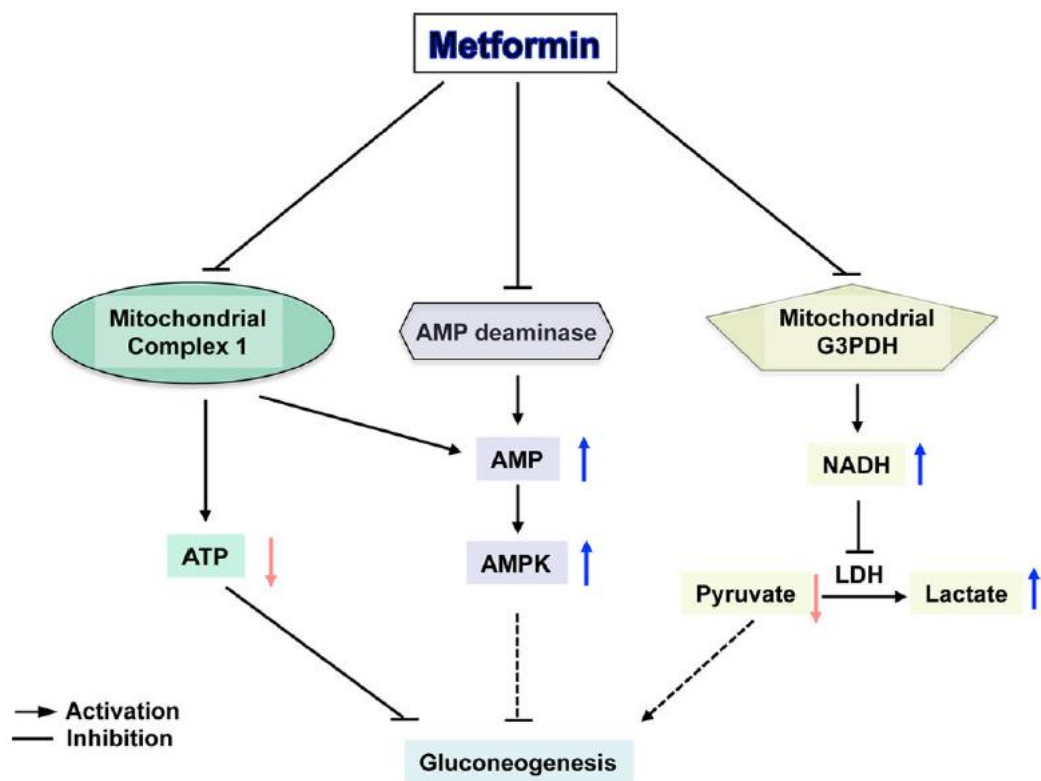 Metformin
Mitochondrial
Complex 1
AMP deaminase
Mitochondrial
G3PDH
AMP
NADH
ATP
AMPK
LDH
Pyruvate
Lactate
Activation
Inhibition
Gluconeogenesis